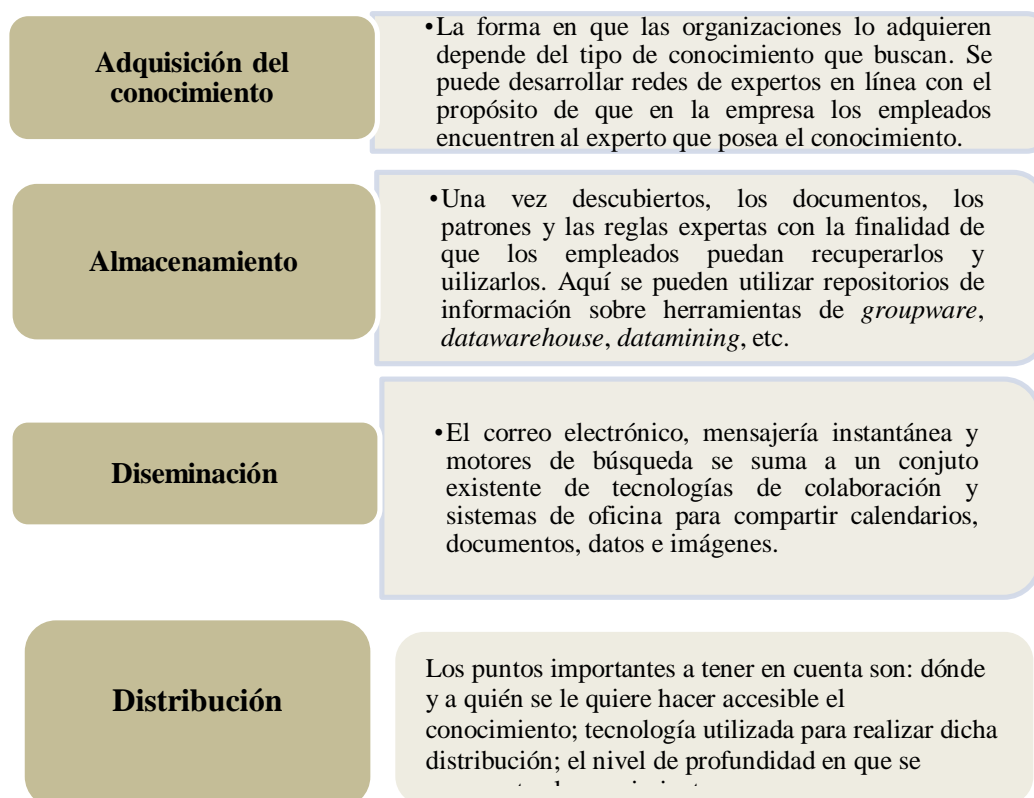 Adquisición del
conocimiento
•La forma en que las organizaciones lo adquieren
depende del tipo de conocimiento que buscan. Se
puede desarrollar redes de expertos en línea con el
propósito de que en la empresa los empleados
encuentren al experto que posea el conocimiento.
Almacenamiento
•Una vez descubiertos, los documentos, los
patrones y las reglas expertas con la finalidad de
que los empleados puedan recuperarlos y
uilizarlos. Aquí se pueden utilizar repositorios de
información sobre herramientas de groupware,
datawarehouse, datamining, etc.
Diseminación
•El correo electrónico, mensajería instantánea y
motores de búsqueda se suma a un conjuto
existente de tecnologías de colaboración y
sistemas de oficina para compartir calendarios,
documentos, datos e imágenes.
Distribución
Los puntos importantes a tener en cuenta son: dónde
y a quién se le quiere hacer accesible el
conocimiento; tecnología utilizada para realizar dicha
distribución; el nivel de profundidad en que se